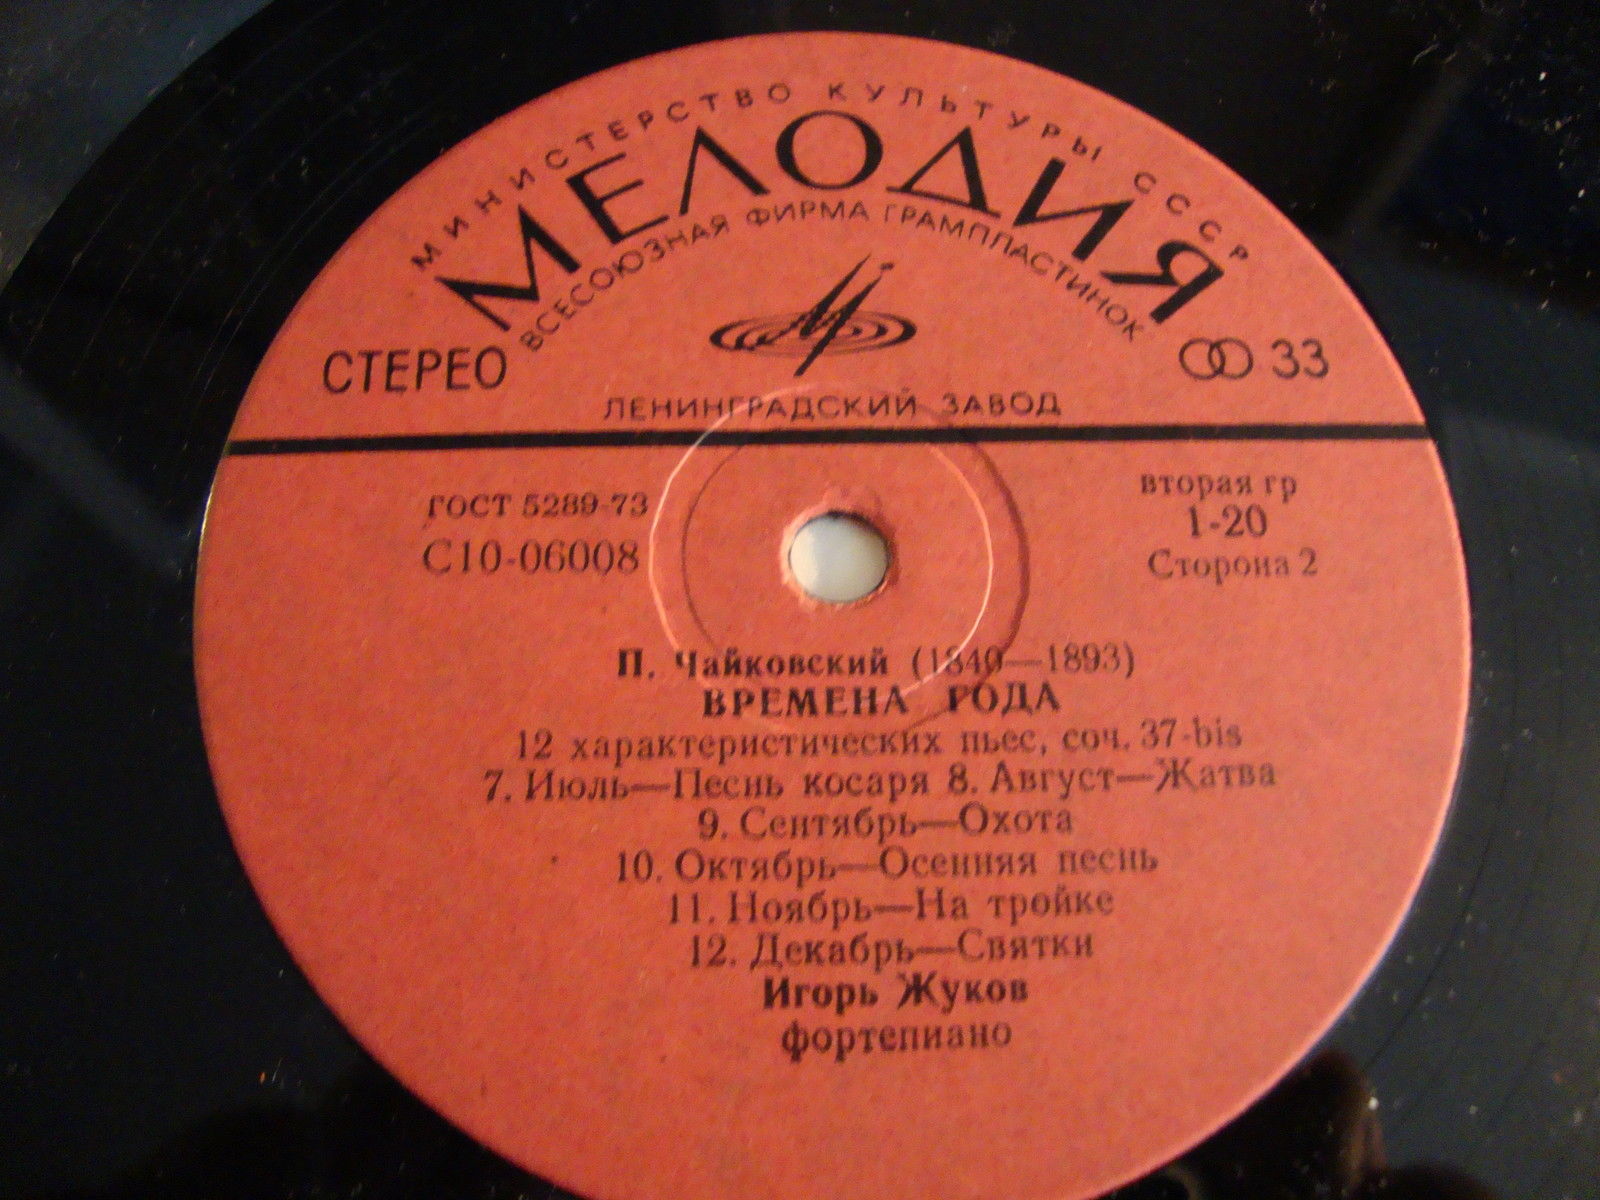 МИНИСТЕРСТВО КУЛЬТУРЫ СССР
МЕЛОДИЯ
ВСЕСОЮЗНАЯ ФИРМА ГРАМПЛАСТИНОК
СТЕРЕО
33
ЛЕНИНГРАДСКИЙ ЗАВОД
ГОСТ 5289-73
С10-06008
вторая гр
1-20
Сторона 2
П. Чайковский (1840—1893)
ВРЕМЕНА ГОДА
12 характеристических пьес, соч. 37-bis
7. Июль—Песнь косаря 8. Август—Жатва
9. Сентябрь—Охота
10. Октябрь—Осенняя песнь
11. Ноябрь—На тройке
12. Декабрь—Святки
Игорь Жуков
фортепиано